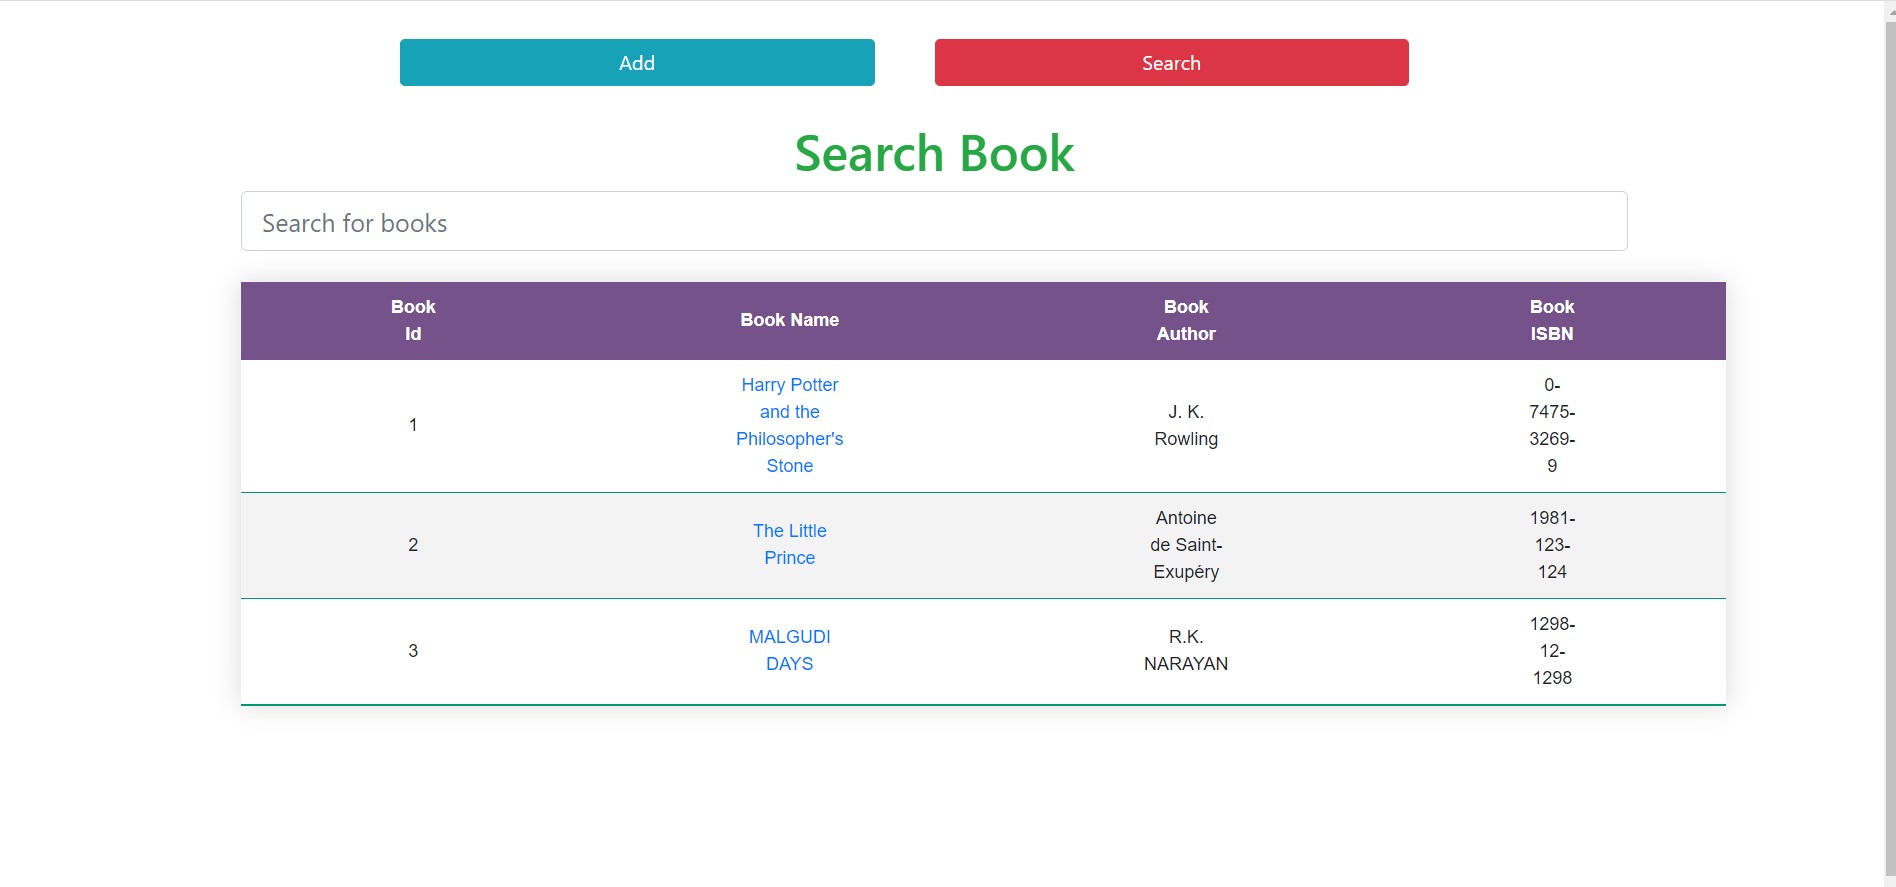 Add
Search
Search Book
Search for books
Book
Id
Book Name
Book
Author
Book
ISBN
1
Harry Potter
and the
Philosopher's
Stone
J. K.
Rowling
0-
7475-
3269-
9
2
The Little
Prince
Antoine
de Saint-
Exupéry
1981-
123-
124
3
MALGUDI
DAYS
R.K.
NARAYAN
1298-
12-
1298